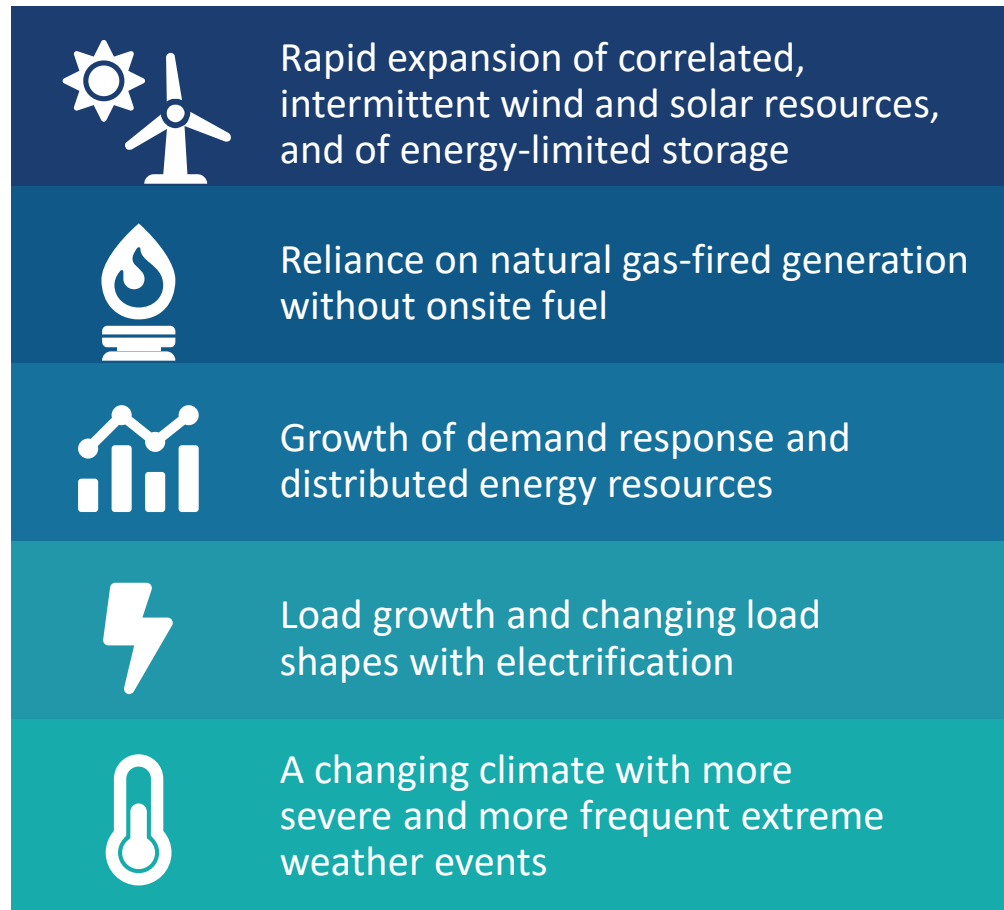 Rapid expansion of correlated,
intermittent wind and solar resources,
and of energy-limited storage
Reliance on natural gas-fired generation
without onsite fuel
Growth of demand response and
distributed energy resources
Load growth and changing load
shapes with electrification
A changing climate with more
severe and more frequent extreme
weather events